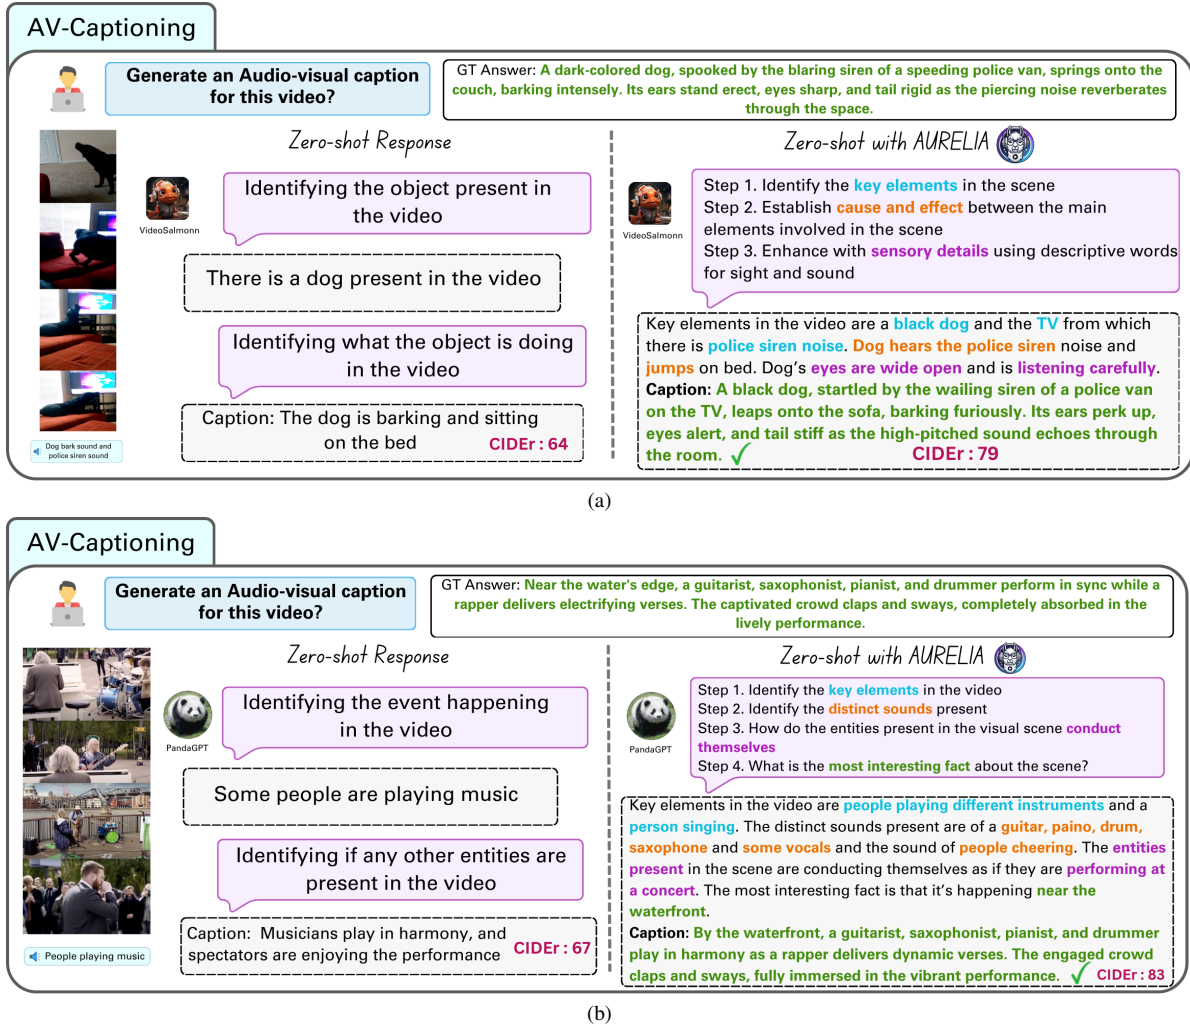 AV-Captioning
Generate an Audio-visual caption
for this video?
GT Answer: A dark-colored dog, spooked by the blaring siren of a speeding police van, springs onto the
couch, barking intensely. Its ears stand erect, eyes sharp, and tail rigid as the piercing noise reverberates
through the space.
Zero-shot Response
VideoSalmonn
Identifying the object present in
the video
There is a dog present in the video
Identifying what the object is doing
in the video
Caption: The dog is barking and sitting
on the bed
CIDEr : 64
Dog bark sound and
police siren sound
Zero-shot with AURELIA
VideoSalmonn
Step 1. Identify the key elements in the scene
Step 2. Establish cause and effect between the main
elements involved in the scene
Step 3. Enhance with sensory details using descriptive words
for sight and sound
Key elements in the video are a black dog and the TV from which
there is police siren noise. Dog hears the police siren noise and
jumps on bed. Dog's eyes are wide open and is listening carefully.
Caption: A black dog, startled by the wailing siren of a police van
on the TV, leaps onto the sofa, barking furiously. Its ears perk up,
eyes alert, and tail stiff as the high-pitched sound echoes through
the room.
CIDEr : 79
(a)
AV-Captioning
Generate an Audio-visual caption
for this video?
GT Answer: Near the water's edge, a guitarist, saxophonist, pianist, and drummer perform in sync while a
rapper delivers electrifying verses. The captivated crowd claps and sways, completely absorbed in the
lively performance.
Zero-shot Response
PandaGPT
Identifying the event happening
in the video
Some people are playing music
Identifying if any other entities are
present in the video
Caption: Musicians play in harmony, and
spectators are enjoying the performance
CIDEr : 67
People playing music
Zero-shot with AURELIA
PandaGPT
Step 1. Identify the key elements in the video
Step 2. Identify the distinct sounds present
Step 3. How do the entities present in the visual scene conduct
themselves
Step 4. What is the most interesting fact about the scene?
Key elements in the video are people playing different instruments and a
person singing. The distinct sounds present are of a guitar, paino, drum,
saxophone and some vocals and the sound of people cheering. The entities
present in the scene are conducting themselves as if they are performing at
a concert. The most interesting fact is that it's happening near the
waterfront.
Caption: By the waterfront, a guitarist, saxophonist, pianist, and drummer
play in harmony as a rapper delivers dynamic verses. The engaged crowd
claps and sways, fully immersed in the vibrant performance.
CIDEr : 83
(b)